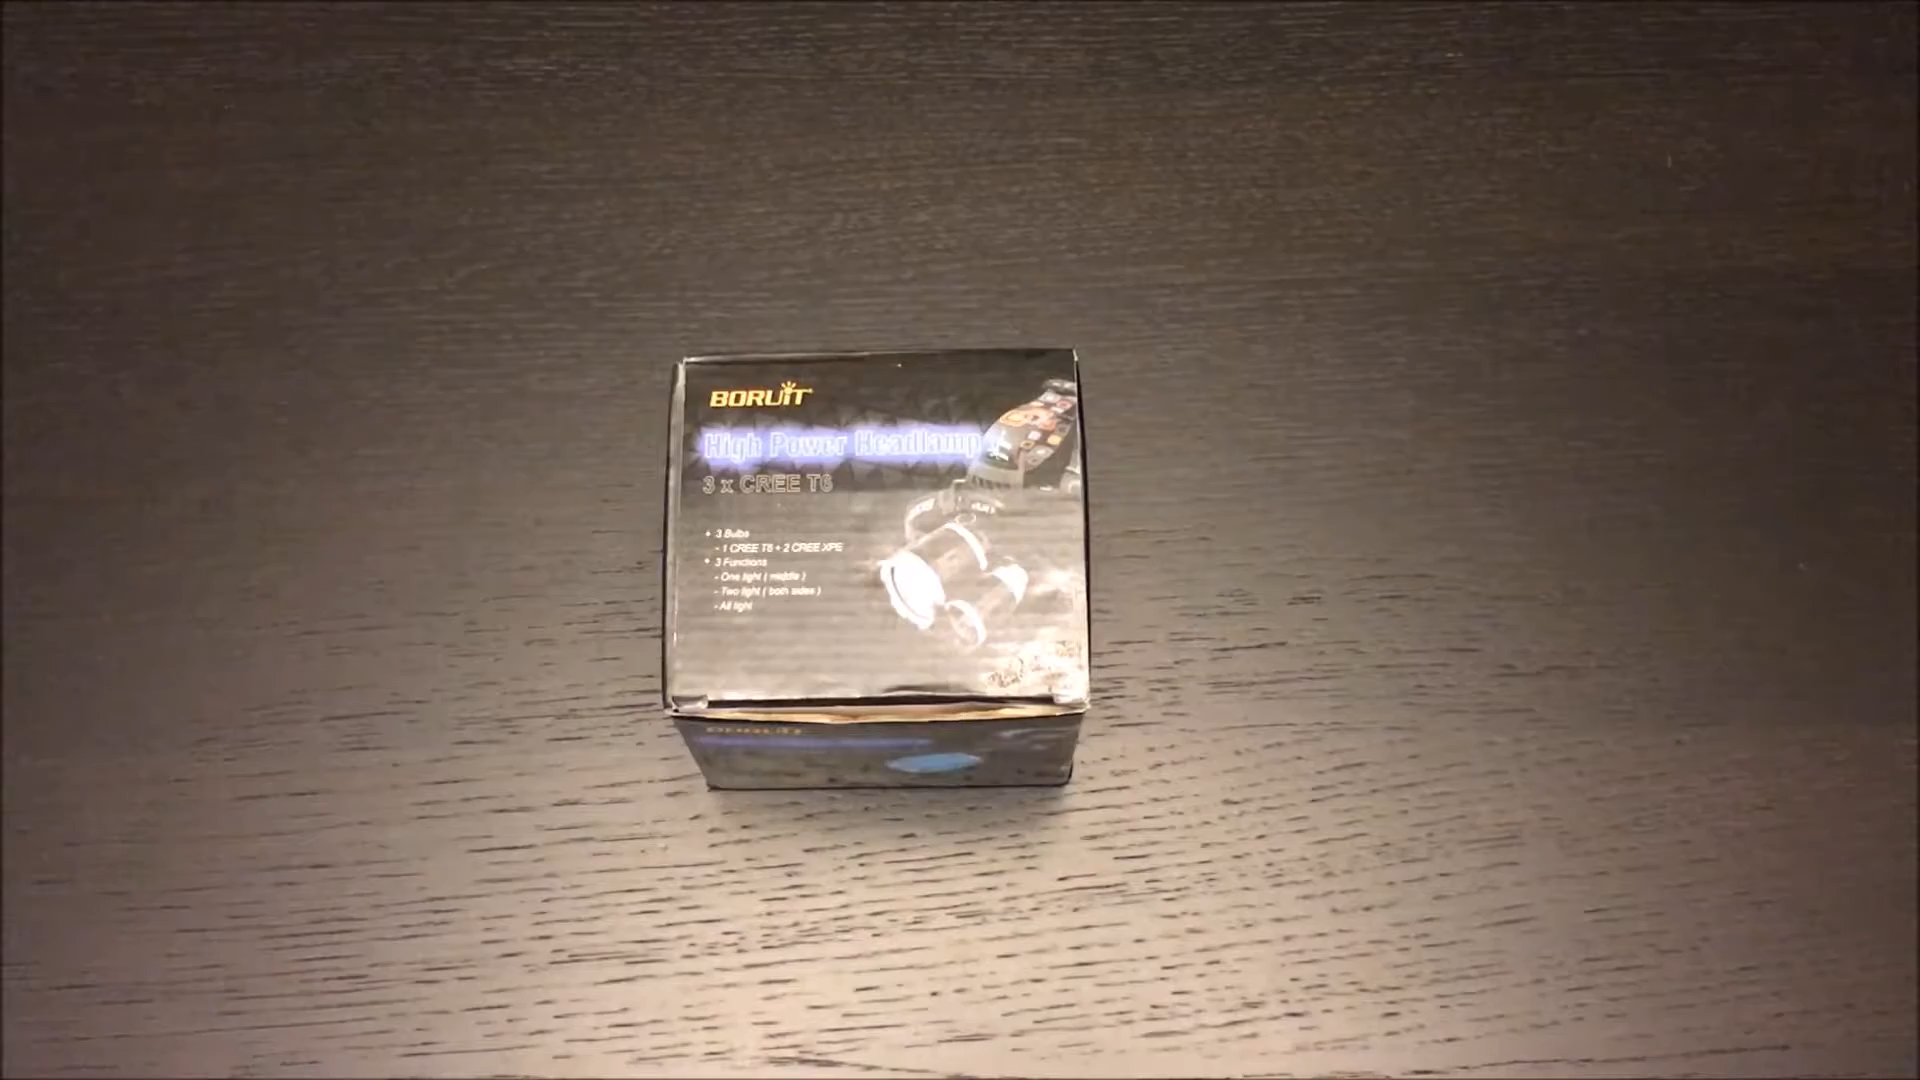 BORUiT
High Power Headlamp
3 x CREE T6
+ 3 Bulbs
- 1 CREE T6 + 2 CREE XPE
+ 3 Functions
- One light ( middle )
- Two light ( both sides )
- All light
BORUiT